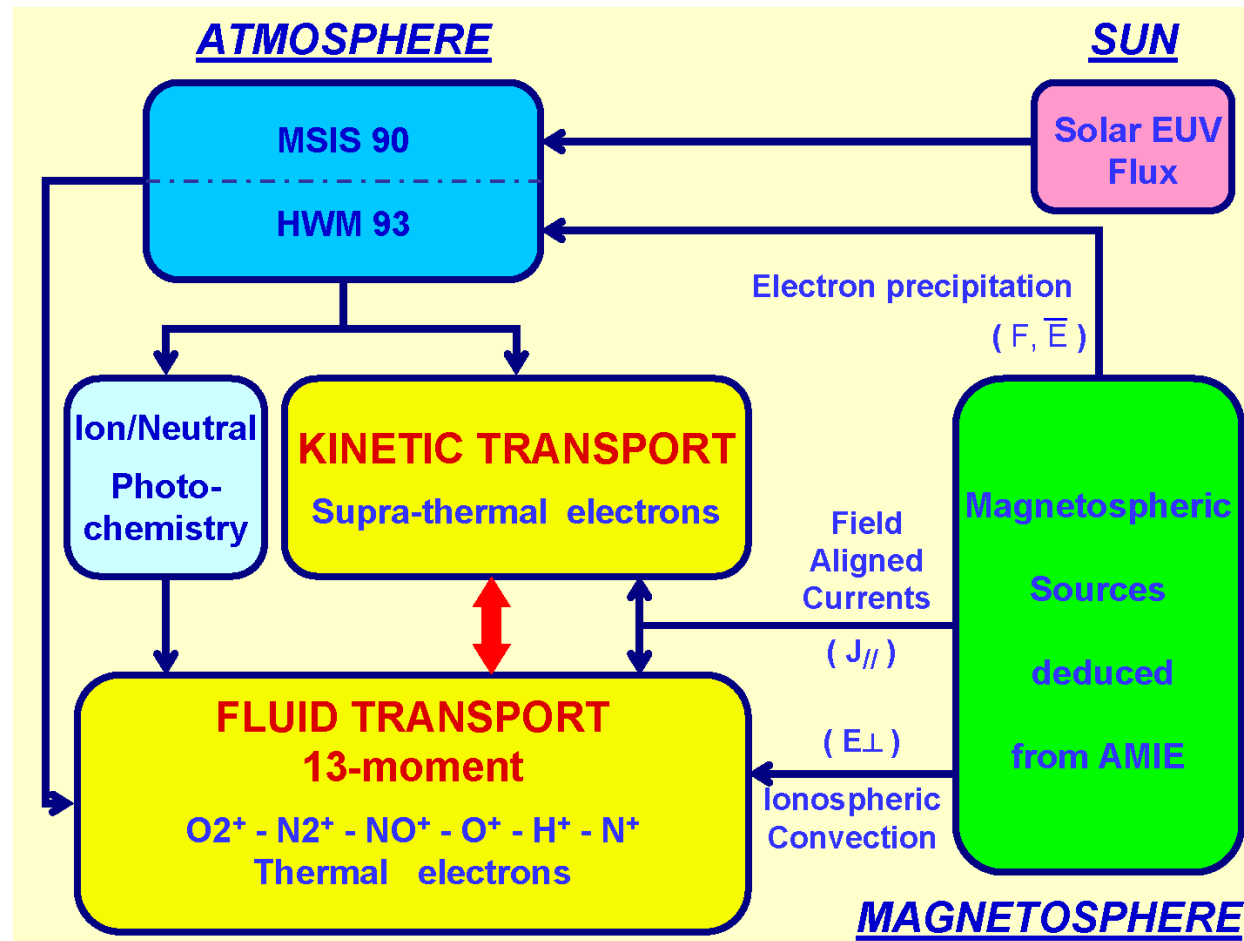 ATMOSPHERE
SUN
MSIS 90
HWM 93
Solar EUV
Flux
Electron precipitation
( F, E̅ )
Ion/Neutral
Photo-
chemistry
KINETIC TRANSPORT
Supra-thermal electrons
Field
Aligned
Currents
( J// )
Magnetospheric
Sources
deduced
from AMIE
FLUID TRANSPORT
13-moment
O2⁺ - N2⁺ - NO⁺ - O⁺ - H⁺ - N⁺
Thermal electrons
( E⊥ )
Ionospheric
Convection
MAGNETOSPHERE